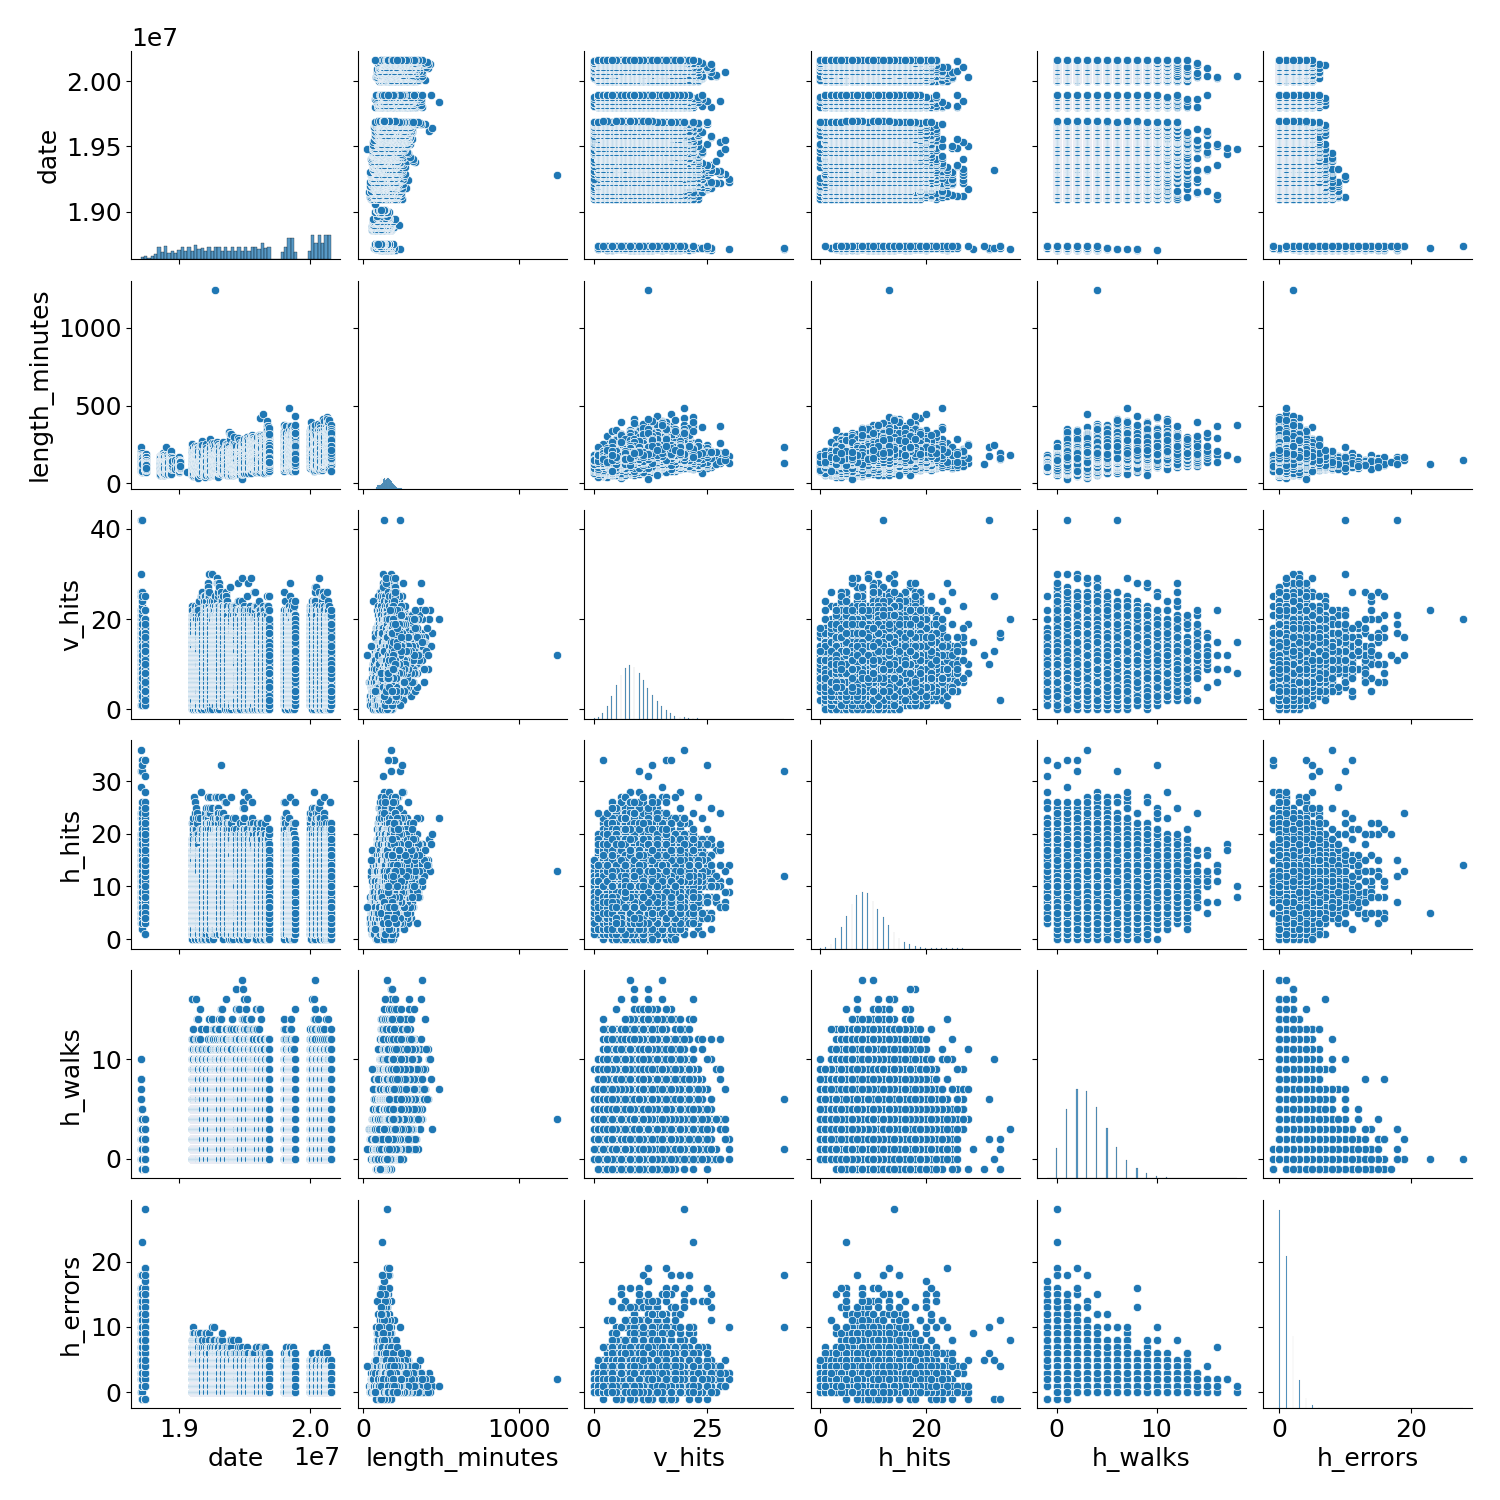 1e7
date
2.00
1.95
1.90
length_minutes
1000
500
0
v_hits
40
20
0
h_hits
30
20
10
0
h_walks
10
0
h_errors
20
10
0
1.9 2.0 0 1000 0 25 0 20 0 10 0 20
date 1e7 length_minutes v_hits h_hits h_walks h_errors